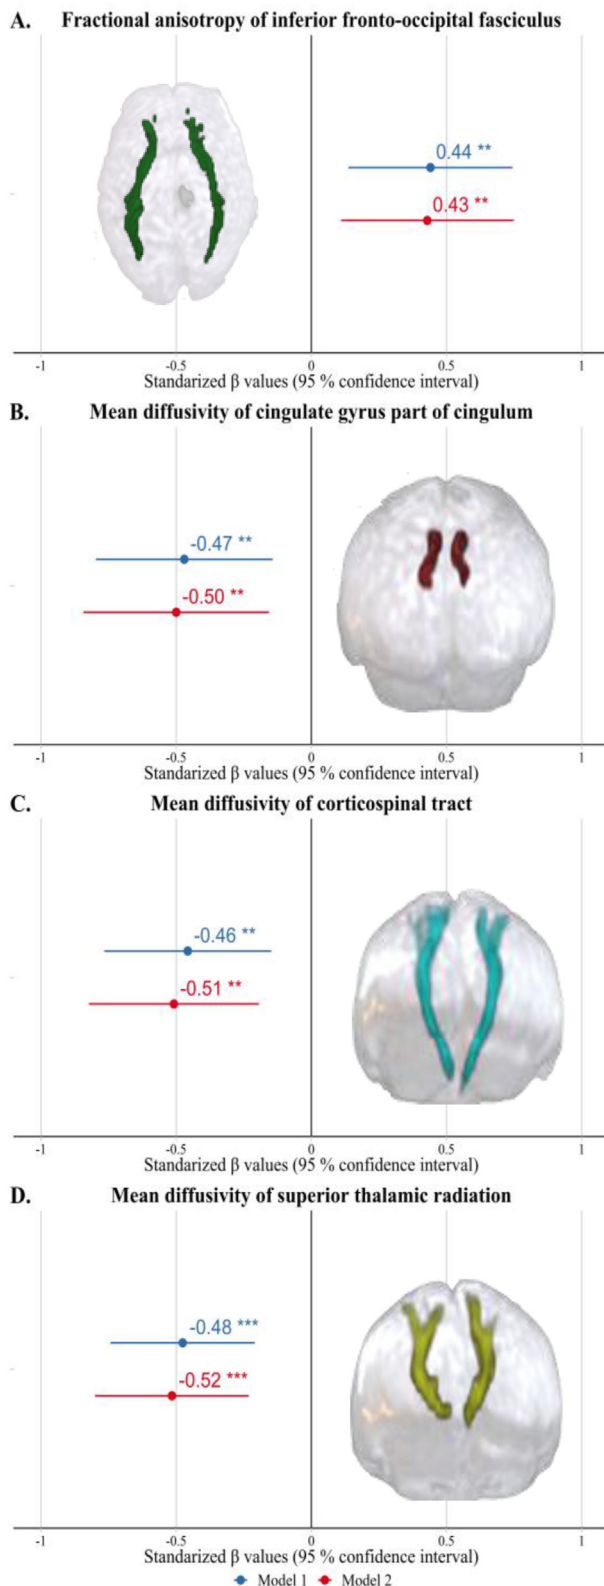 A. Fractional anisotropy of inferior fronto-occipital fasciculus
0.44 **
0.43 **
-1 -0.5 0 0.5 1
Standarized β values (95 % confidence interval)
B. Mean diffusivity of cingulate gyrus part of cingulum
-0.47 **
-0.50 **
-1 -0.5 0 0.5 1
Standarized β values (95 % confidence interval)
C. Mean diffusivity of corticospinal tract
-0.46 **
-0.51 **
-1 -0.5 0 0.5 1
Standarized β values (95 % confidence interval)
D. Mean diffusivity of superior thalamic radiation
-0.48 ***
-0.52 ***
-1 -0.5 0 0.5 1
Standarized β values (95 % confidence interval)
Model 1 Model 2